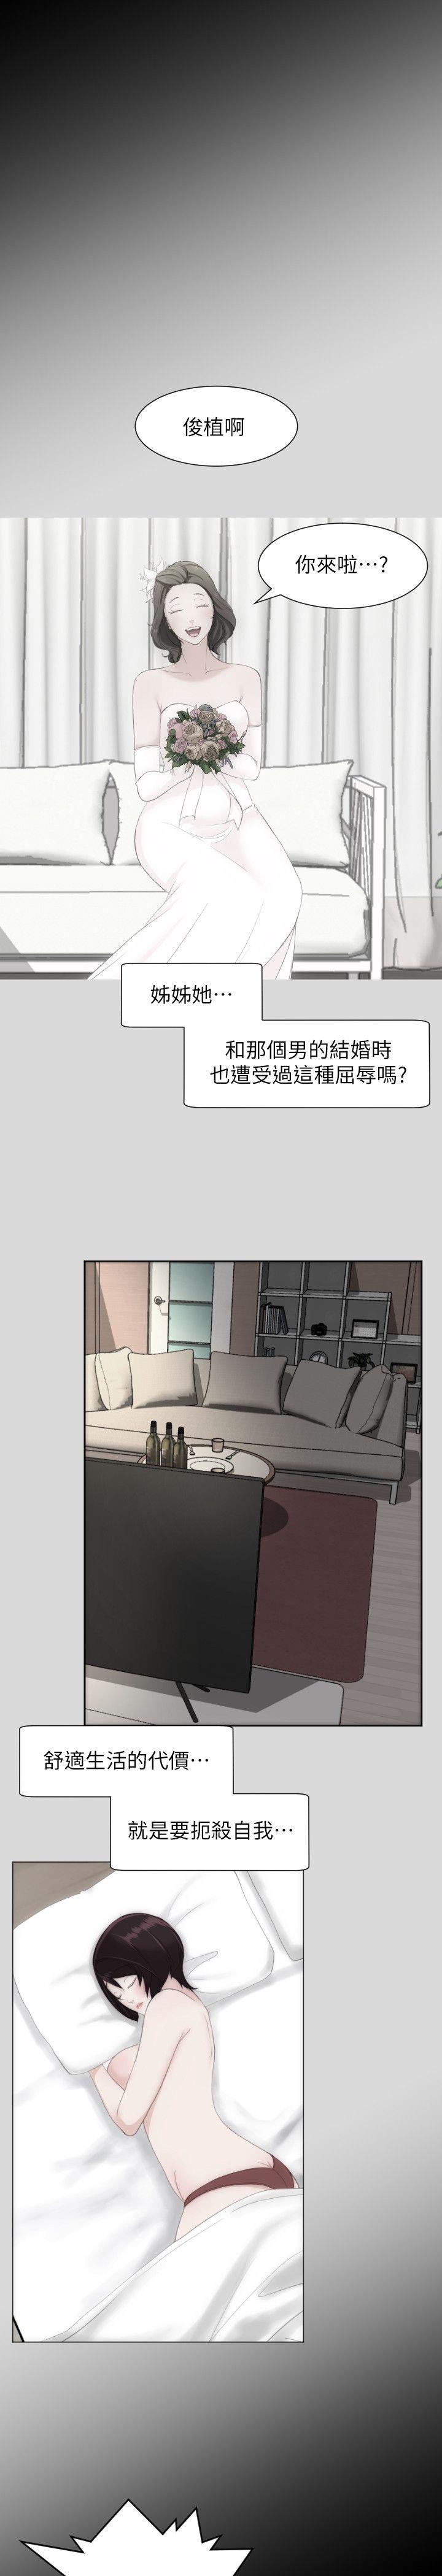 俊植啊
你來啦…?
姊姊她…
和那個男的結婚時
也遭受過這種屈辱嗎?
舒適生活的代價…
就是要扼殺自我…